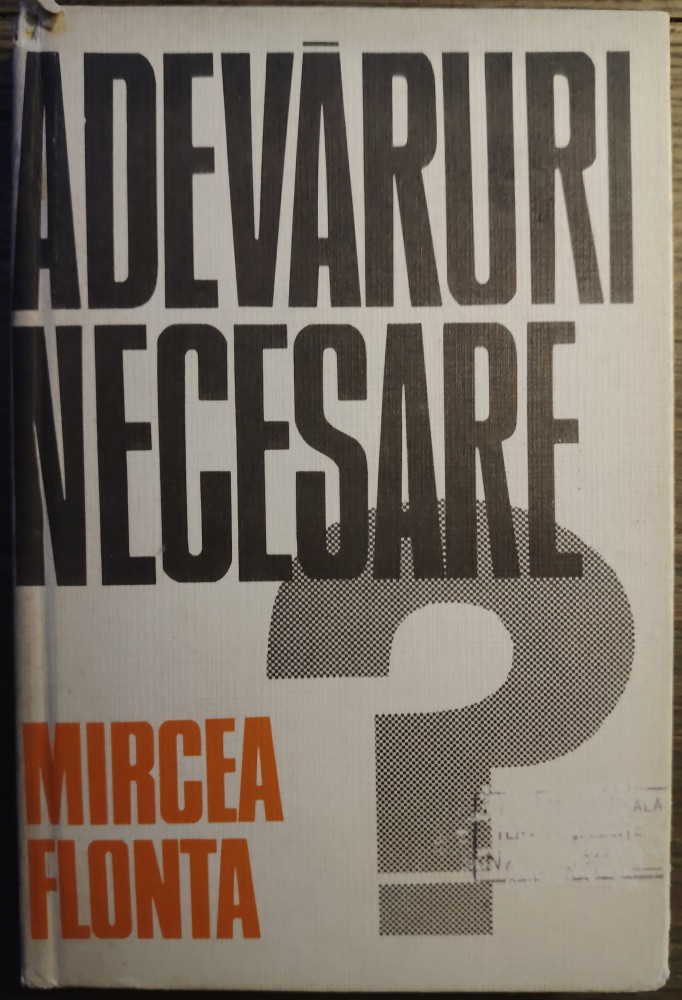 ADEVĂRURI
NECESARE
?
MIRCEA
FLONTA